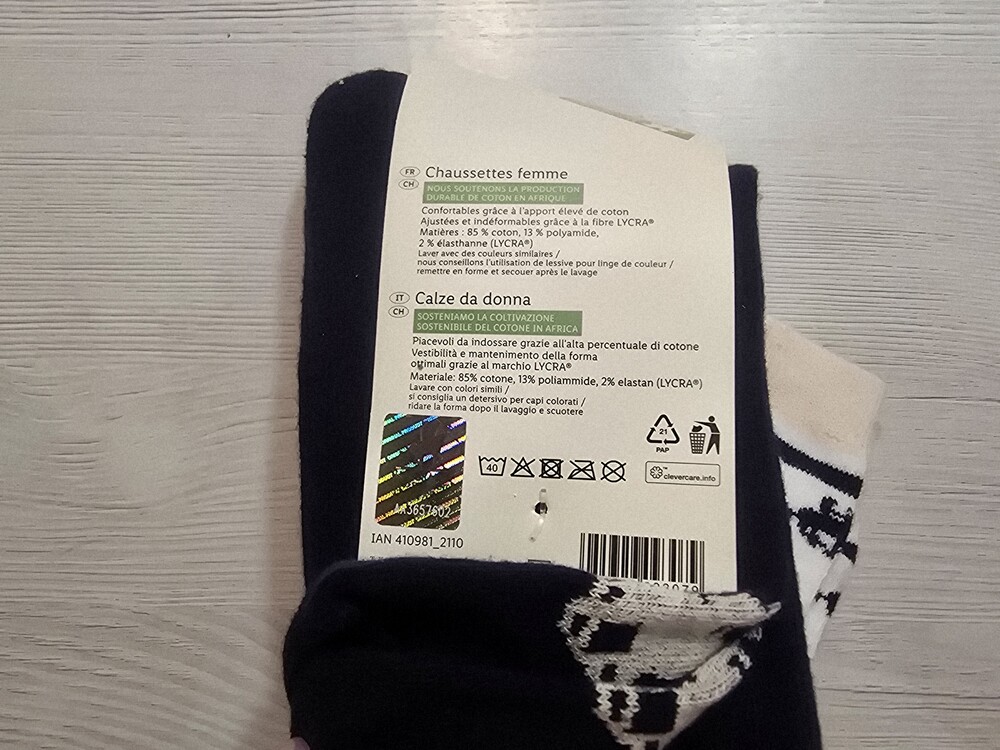 FR CH Chaussettes femme
NOUS SOUTENONS LA PRODUCTION
DURABLE DE COTON EN AFRIQUE
Confortables grâce à l'apport élevé de coton
Ajustées et indéformables grâce à la fibre LYCRA®
Matières : 85 % coton, 13 % polyamide,
2 % élasthanne (LYCRA®)
Laver avec des couleurs similaires /
nous conseillons l'utilisation de lessive pour linge de couleur /
remettre en forme et secouer après le lavage
IT CH Calze da donna
SOSTENIAMO LA COLTIVAZIONE
SOSTENIBILE DEL COTONE IN AFRICA
Piacevoli da indossare grazie all'alta percentuale di cotone
Vestibilità e mantenimento della forma
ottimali grazie al marchio LYCRA®
Materiale: 85% cotone, 13% poliammide, 2% elastan (LYCRA®)
Lavare con colori simili /
si consiglia un detersivo per capi colorati /
ridare la forma dopo il lavaggio e scuotere
21
PAP
40
clevercare.info
IAN 410981_2110